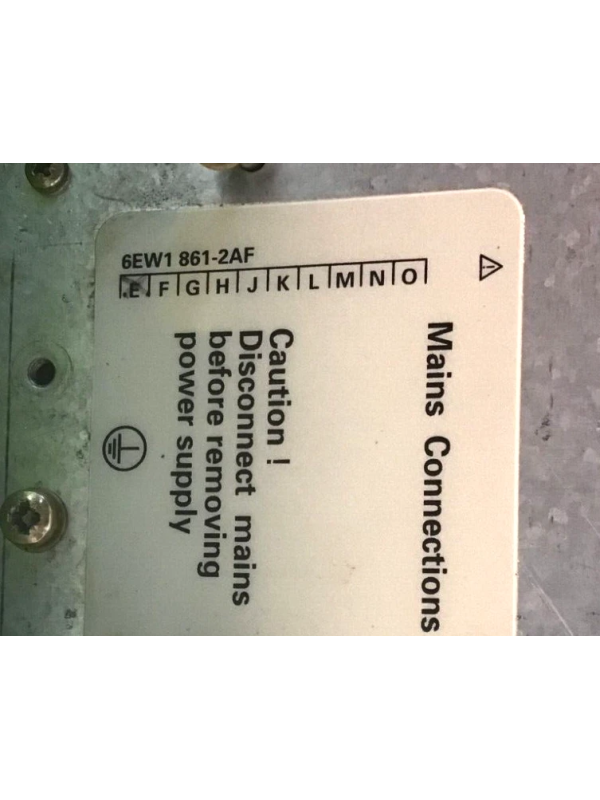 6EW1 861-2AF
E F G H J K L M N O
Mains Connections
Caution !
Disconnect mains
before removing
power supply